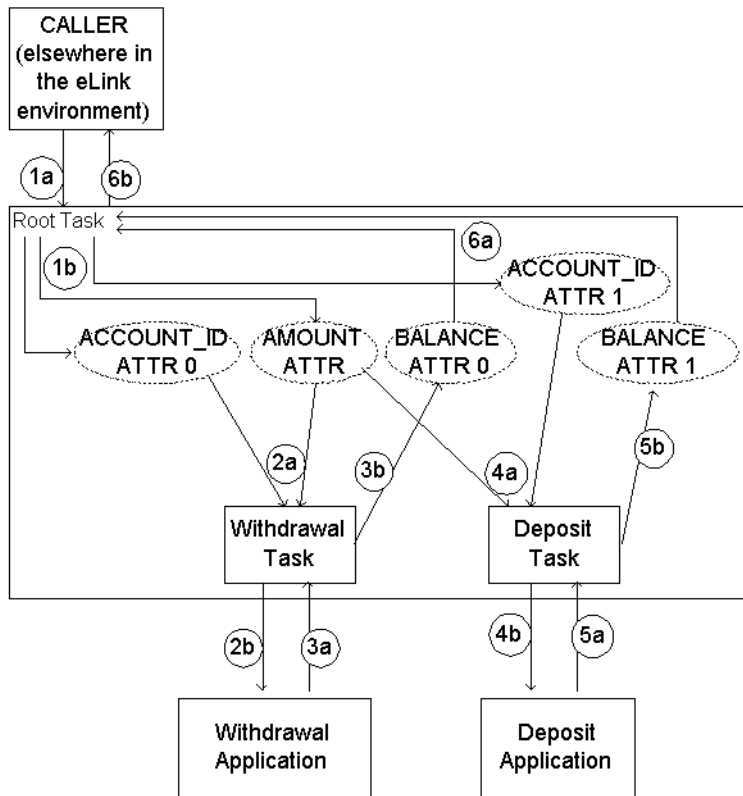 CALLER
(elsewhere in
the eLink
environment)
1a
6b
Root Task
1b
6a
ACCOUNT_ID
ATTR 1
ACCOUNT_ID
ATTR 0
AMOUNT
ATTR
BALANCE
ATTR 0
BALANCE
ATTR 1
2a
3b
4a
5b
Withdrawal
Task
Deposit
Task
2b
3a
4b
5a
Withdrawal
Application
Deposit
Application